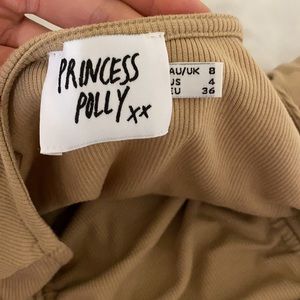 PRINCESS
POLLY xx
AU/UK 8
US 4
EU 36